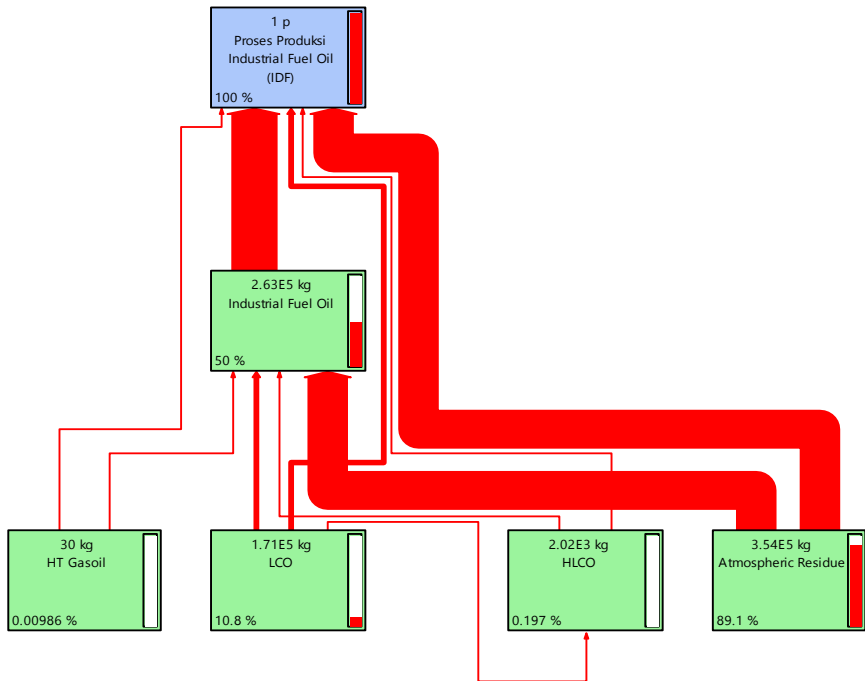 1 p
Proses Produksi
Industrial Fuel Oil
(IDF)
100 %
2.63E5 kg
Industrial Fuel Oil
50 %
30 kg
HT Gasoil
0.00986 %
1.71E5 kg
LCO
10.8 %
2.02E3 kg
HLCO
0.197 %
3.54E5 kg
Atmospheric Residue
89.1 %